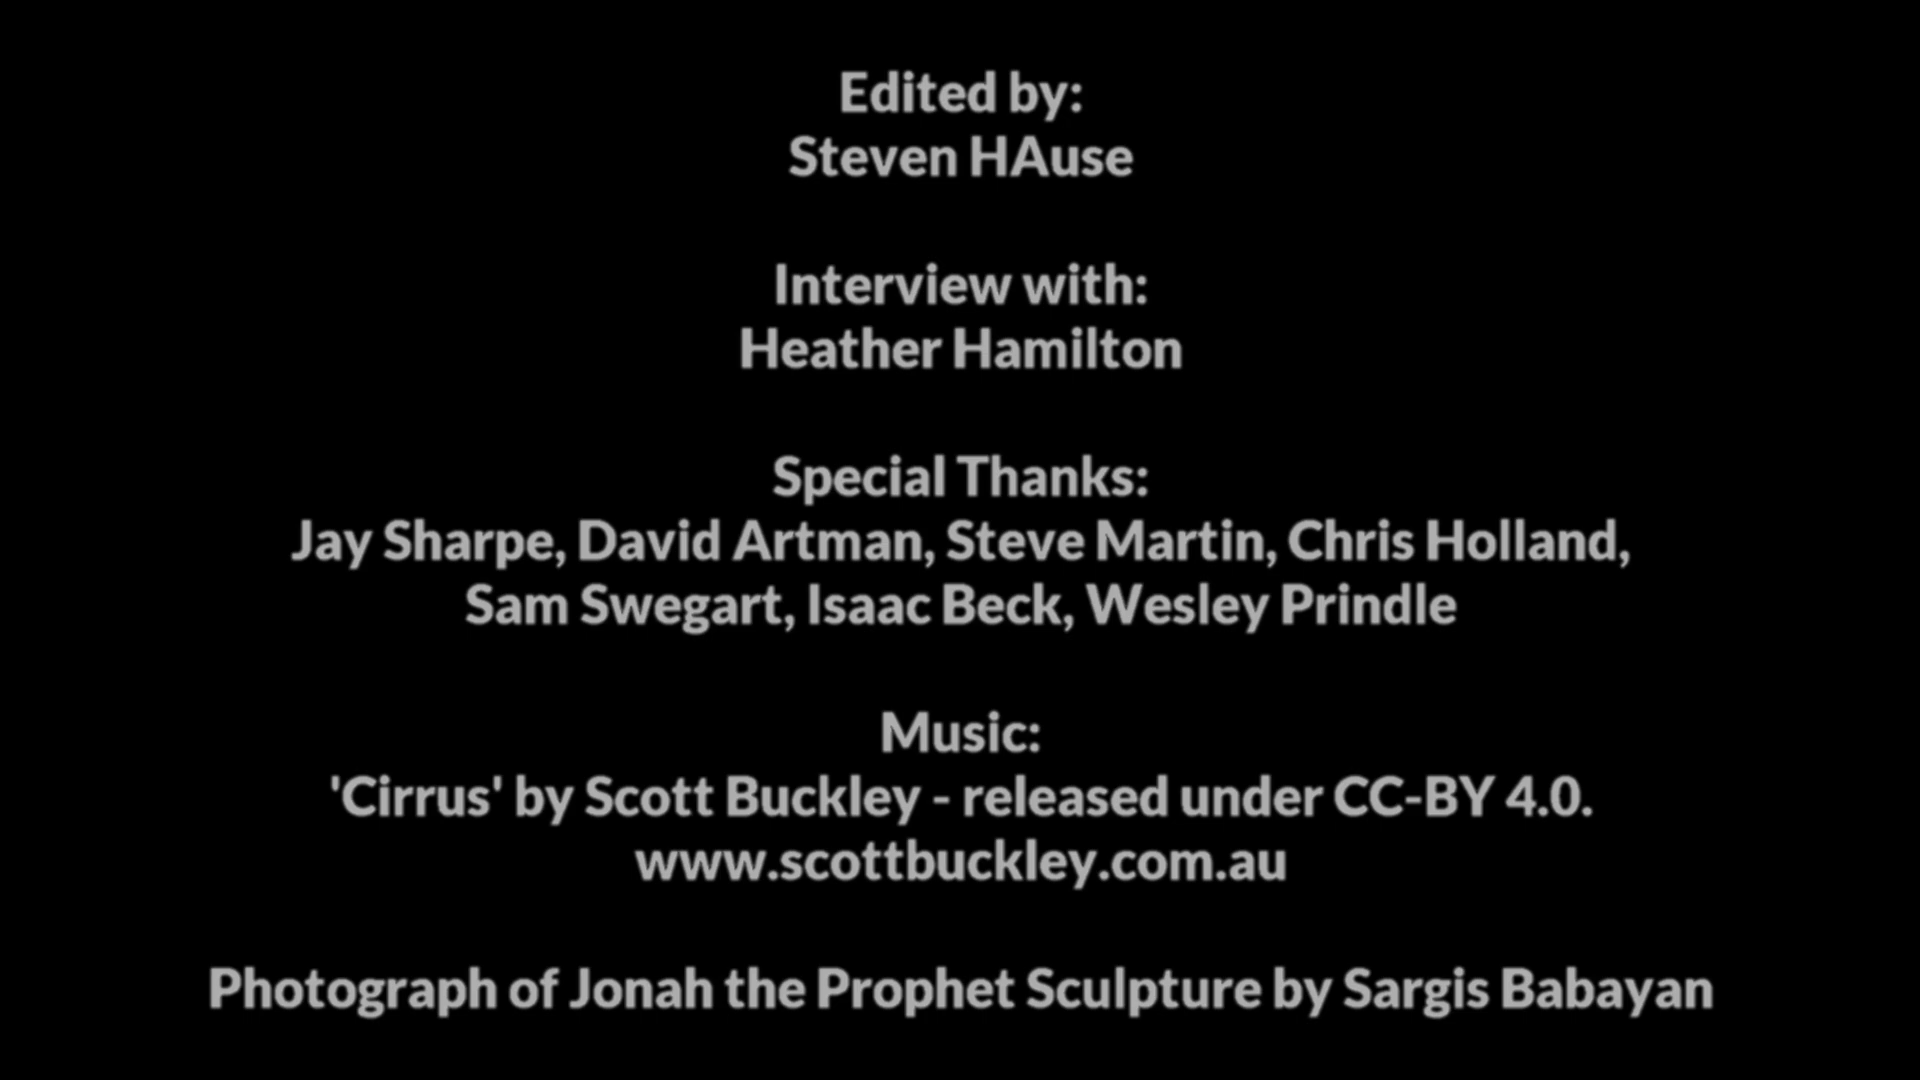 Edited by:
Steven HAuse
Interview with:
Heather Hamilton
Special Thanks:
Jay Sharpe, David Artman, Steve Martin, Chris Holland,
Sam Swegart, Isaac Beck, Wesley Prindle
Music:
'Cirrus' by Scott Buckley - released under CC-BY 4.0.
www.scottbuckley.com.au
Photograph of Jonah the Prophet Sculpture by Sargis Babayan